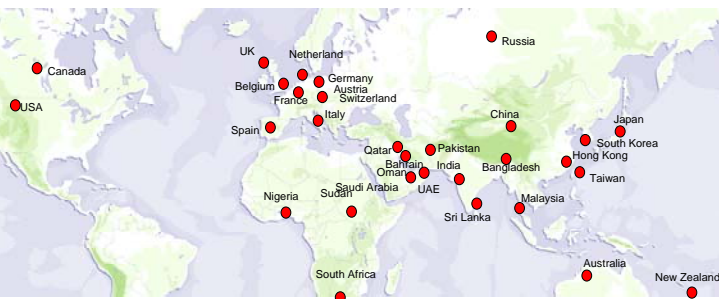 Russia
UK
Netherland
Canada
Germany
Belgium
Austria
France
Switzerland
USA
Italy
China
Japan
Spain
South Korea
Qatar
Pakistan
Hong Kong
Bahrain
India
Bangladesh
Oman
Taiwan
Saudi Arabia
UAE
Nigeria
Sudan
Malaysia
Sri Lanka
Australia
South Africa
New Zealand